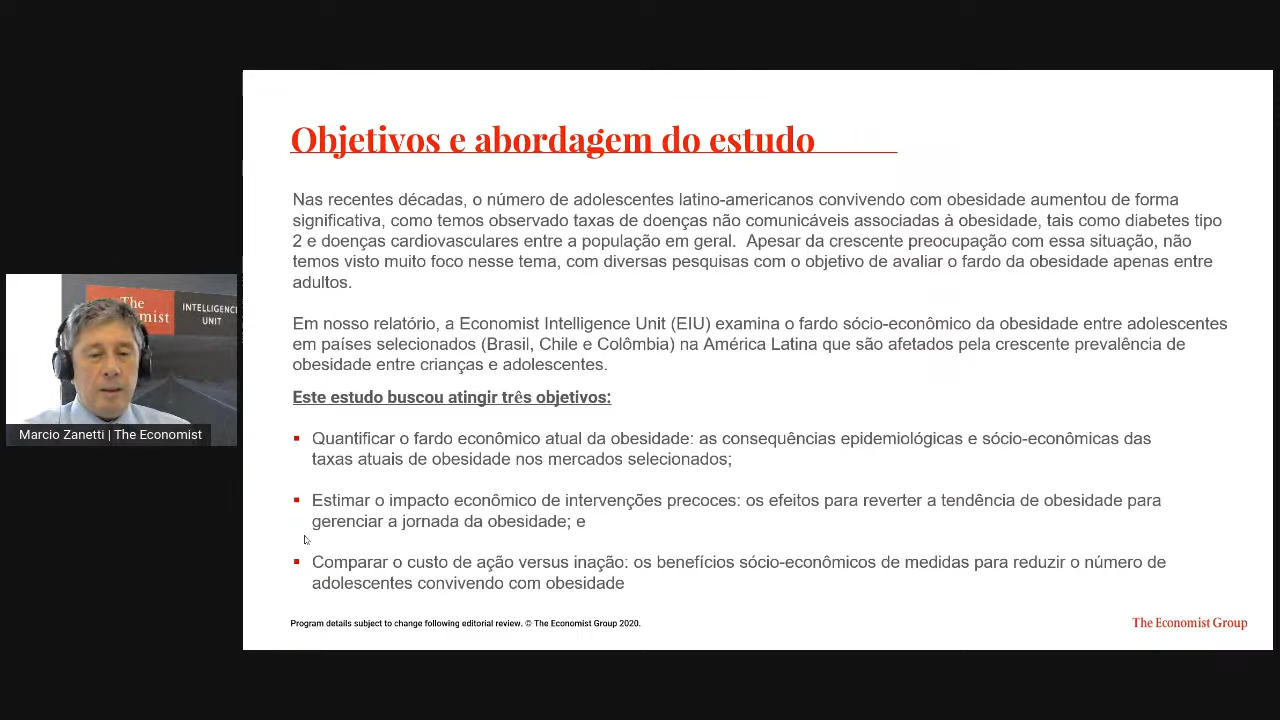 Objetivos e abordagem do estudo
Nas recentes décadas, o número de adolescentes latino-americanos convivendo com obesidade aumentou de forma
significativa, como temos observado taxas de doenças não comunicáveis associadas à obesidade, tais como diabetes tipo
2 e doenças cardiovasculares entre a população em geral.  Apesar da crescente preocupação com essa situação, não
temos visto muito foco nesse tema, com diversas pesquisas com o objetivo de avaliar o fardo da obesidade apenas entre
adultos.
Em nosso relatório, a Economist Intelligence Unit (EIU) examina o fardo sócio-econômico da obesidade entre adolescentes
em países selecionados (Brasil, Chile e Colômbia) na América Latina que são afetados pela crescente prevalência de
obesidade entre crianças e adolescentes.
Este estudo buscou atingir três objetivos:
Quantificar o fardo econômico atual da obesidade: as consequências epidemiológicas e sócio-econômicas das
taxas atuais de obesidade nos mercados selecionados;
Estimar o impacto econômico de intervenções precoces: os efeitos para reverter a tendência de obesidade para
gerenciar a jornada da obesidade; e
Comparar o custo de ação versus inação: os benefícios sócio-econômicos de medidas para reduzir o número de
adolescentes convivendo com obesidade
Program details subject to change following editorial review. © The Economist Group 2020.
The Economist Group
The
INTELLIGENCE
UNIT
Marcio Zanetti | The Economist